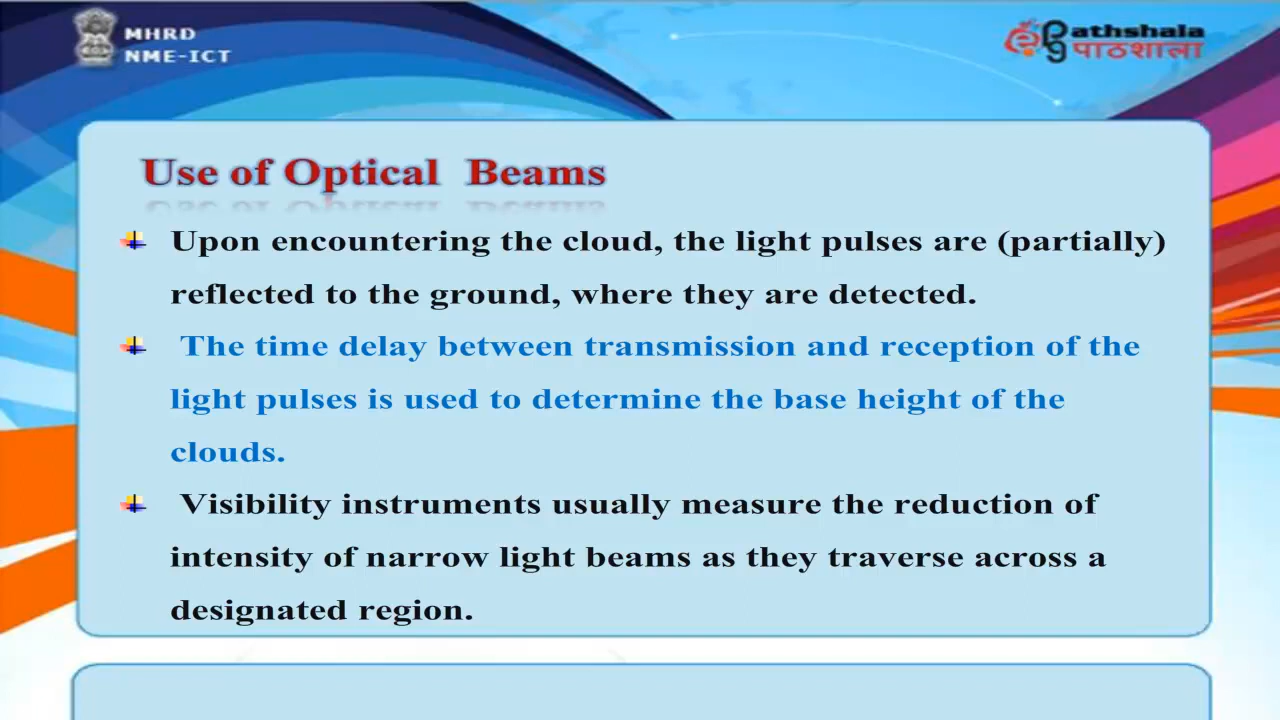 MHRD
NME-ICT
epgathshala
पाठशाला
Use of Optical Beams
Upon encountering the cloud, the light pulses are (partially)
reflected to the ground, where they are detected.
The time delay between transmission and reception of the
light pulses is used to determine the base height of the
clouds.
Visibility instruments usually measure the reduction of
intensity of narrow light beams as they traverse across a
designated region.